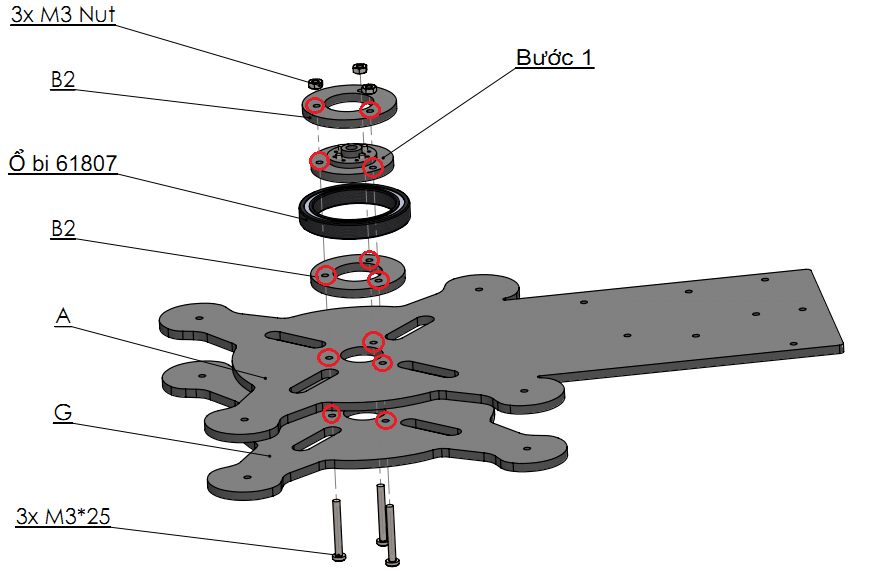 3x M3 Nut
B2
Bước 1
Ổ bi 61807
B2
A
G
3x M3*25